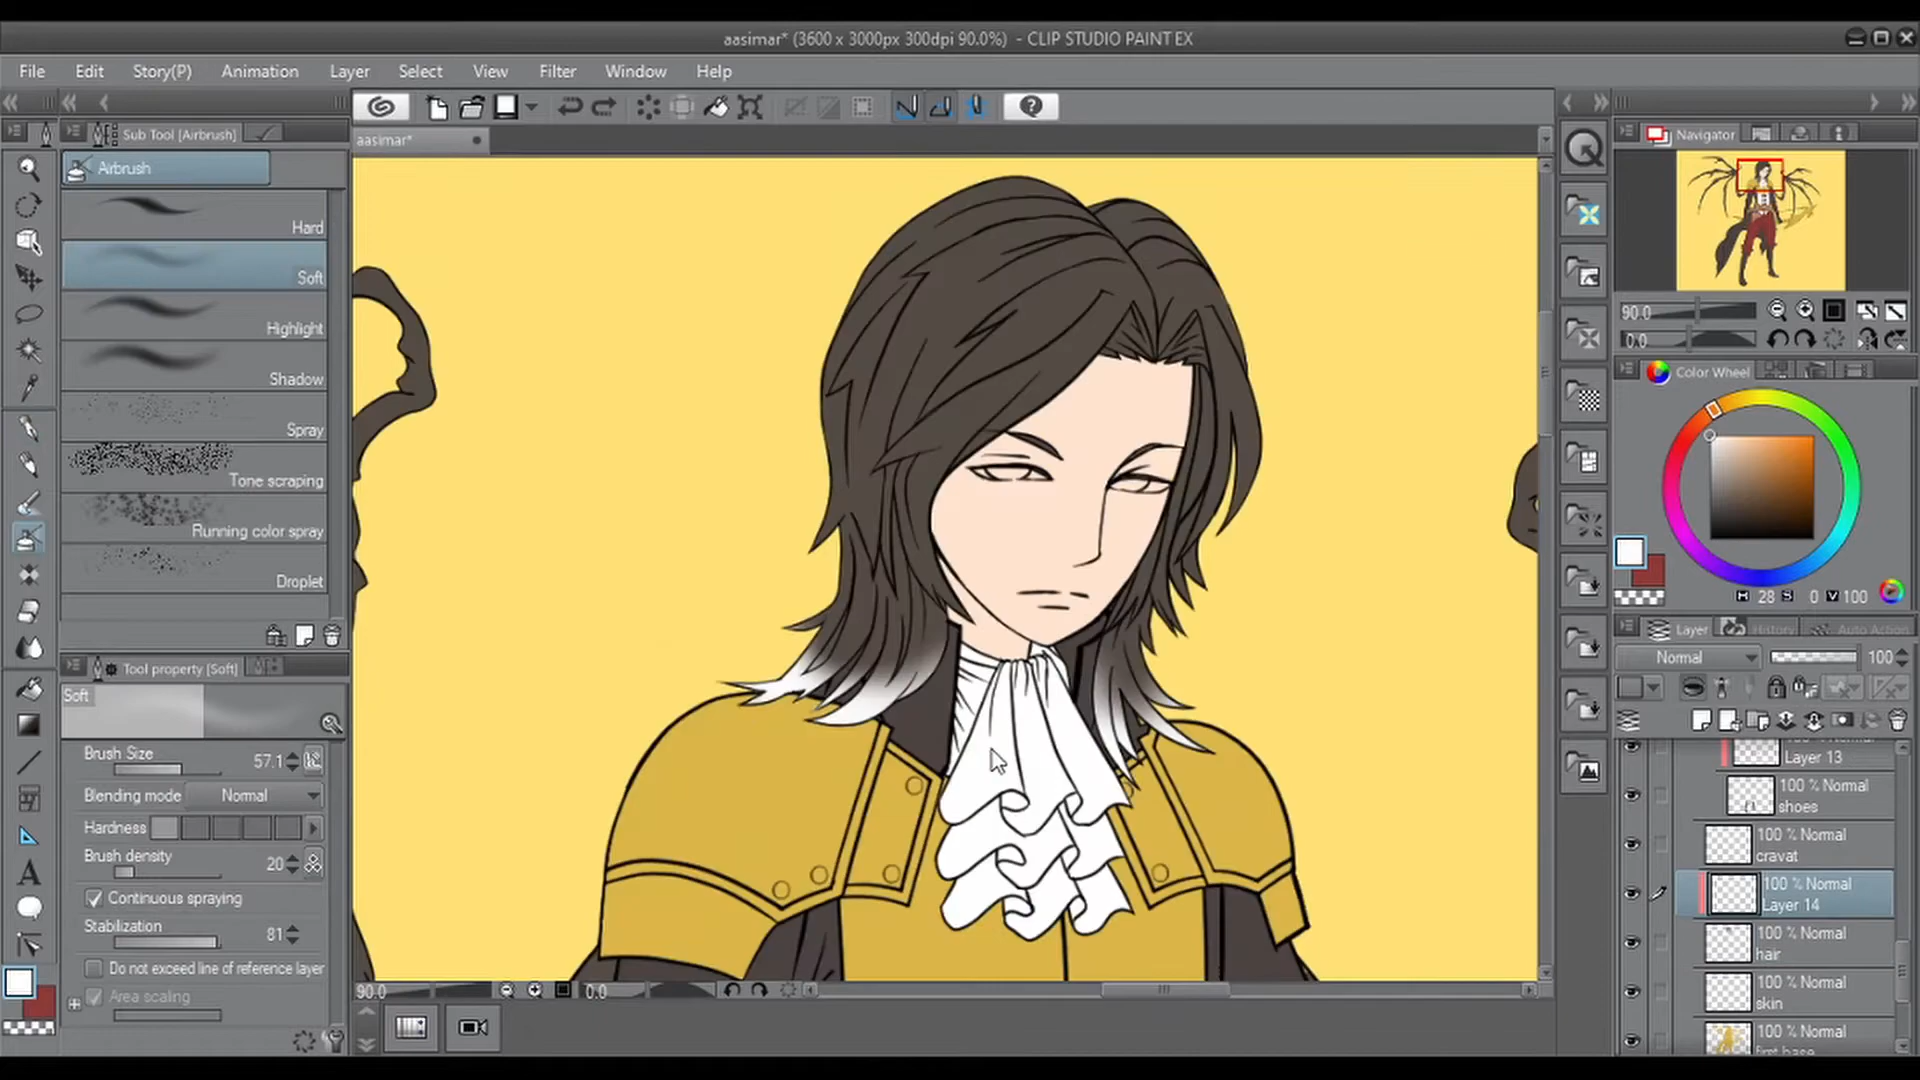 aasimar* (3600 x 3000px 300dpi 90.0%) - CLIP STUDIO PAINT EX
File Edit Story(P) Animation Layer Select View Filter Window Help
Sub Tool [Airbrush]
aasimar*
Navigator
Airbrush
Hard
Soft
Highlight
Shadow
Spray
Tone scraping
Running color spray
Droplet
90.0
0.0
Color Wheel
H 28 S 0 V 100
Layer History Auto Action
Normal 100
Tool property [Soft]
Soft
Brush Size 57.1
Blending mode Normal
Hardness
Brush density 20
Continuous spraying
Stabilization 81
Do not exceed line of reference layer
Area scaling
Layer 13
100 % Normal
shoes
100 % Normal
cravat
100 % Normal
Layer 14
100 % Normal
hair
100 % Normal
skin
100 % Normal
first base
90.0 0.0